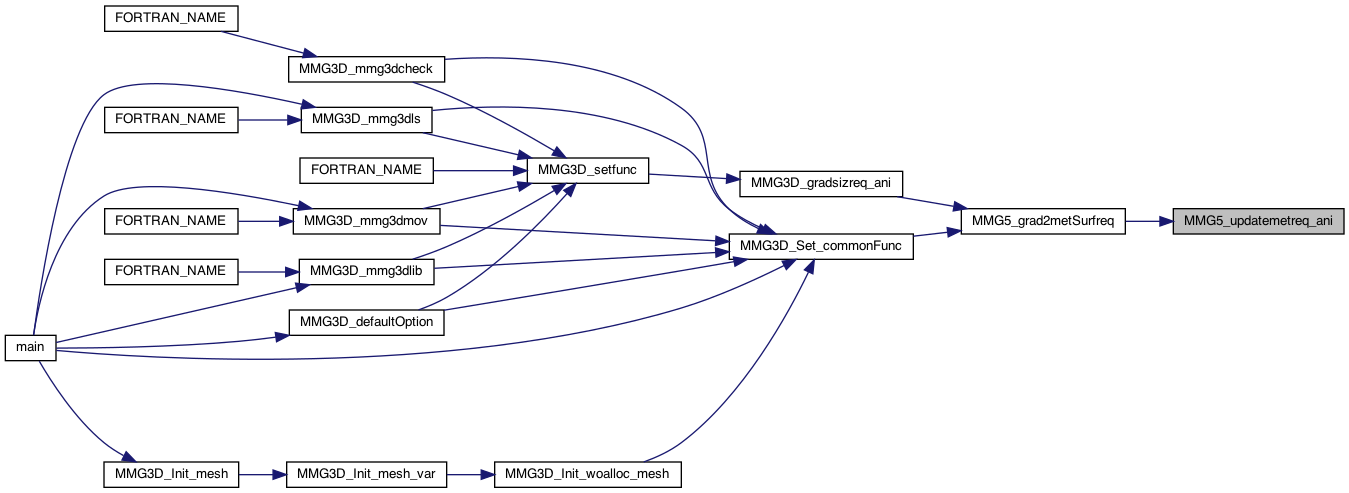 FORTRAN_NAME
MMG3D_mmg3dcheck
FORTRAN_NAME
MMG3D_mmg3dls
FORTRAN_NAME
MMG3D_setfunc
MMG3D_gradsizreq_ani
FORTRAN_NAME
MMG3D_mmg3dmov
MMG5_grad2metSurfreq
MMG5_updatemetreq_ani
MMG3D_Set_commonFunc
FORTRAN_NAME
MMG3D_mmg3dlib
MMG3D_defaultOption
main
MMG3D_Init_mesh
MMG3D_Init_mesh_var
MMG3D_Init_woalloc_mesh